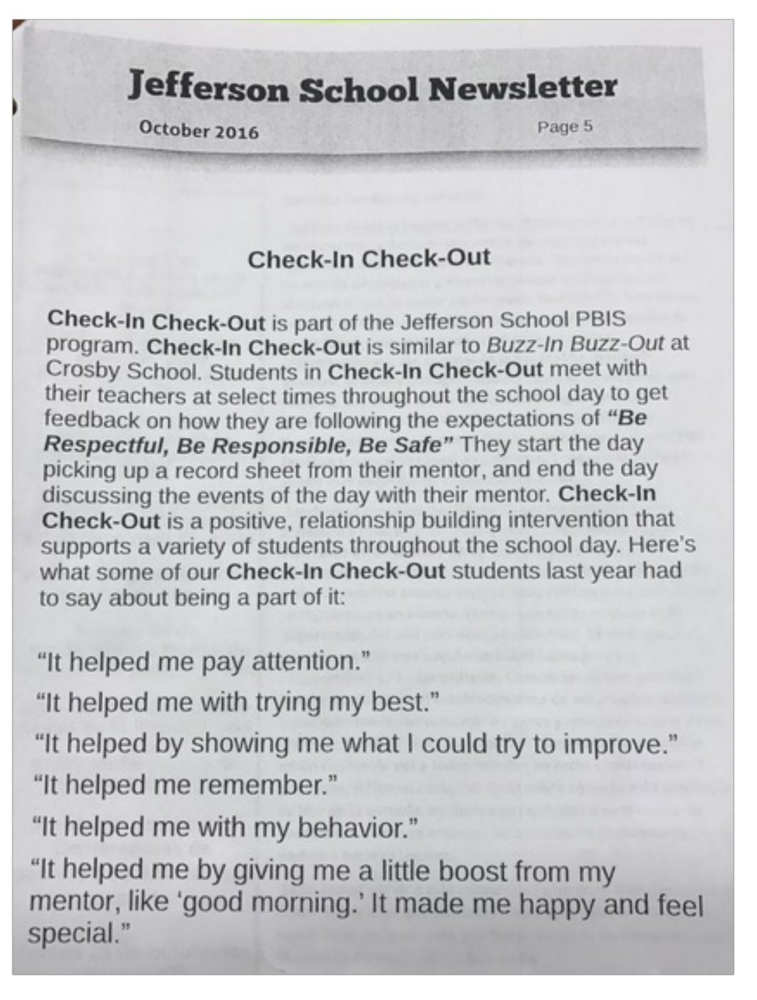 Jefferson School Newsletter
October 2016 Page 5
Check-In Check-Out
Check-In Check-Out is part of the Jefferson School PBIS
program. Check-In Check-Out is similar to Buzz-In Buzz-Out at
Crosby School. Students in Check-In Check-Out meet with
their teachers at select times throughout the school day to get
feedback on how they are following the expectations of “Be
Respectful, Be Responsible, Be Safe” They start the day
picking up a record sheet from their mentor, and end the day
discussing the events of the day with their mentor. Check-In
Check-Out is a positive, relationship building intervention that
supports a variety of students throughout the school day. Here’s
what some of our Check-In Check-Out students last year had
to say about being a part of it:
“It helped me pay attention.”
“It helped me with trying my best.”
“It helped by showing me what I could try to improve.”
“It helped me remember.”
“It helped me with my behavior.”
“It helped me by giving me a little boost from my
mentor, like ‘good morning.’ It made me happy and feel
special.”